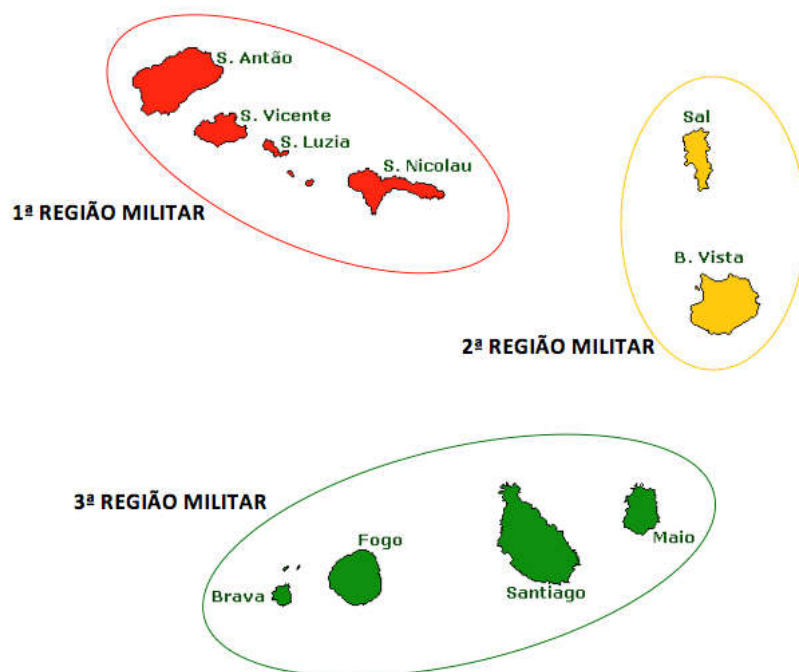 S. Antão
S. Vicente
S. Luzia
S. Nicolau
1ª REGIÃO MILITAR
Sal
B. Vista
2ª REGIÃO MILITAR
3ª REGIÃO MILITAR
Fogo
Maio
Brava
Santiago